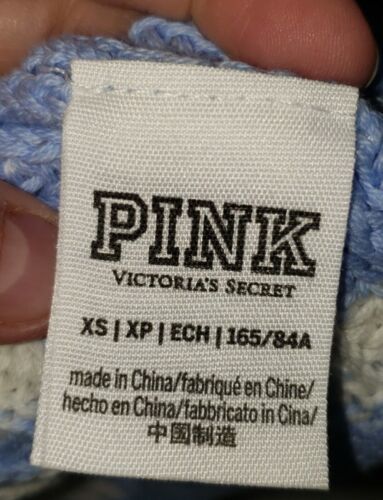 PINK
VICTORIA'S SECRET
XS | XP | ECH | 165/84A
made in China/fabriqué en Chine/
hecho en China/fabbricato in Cina/
中国制造